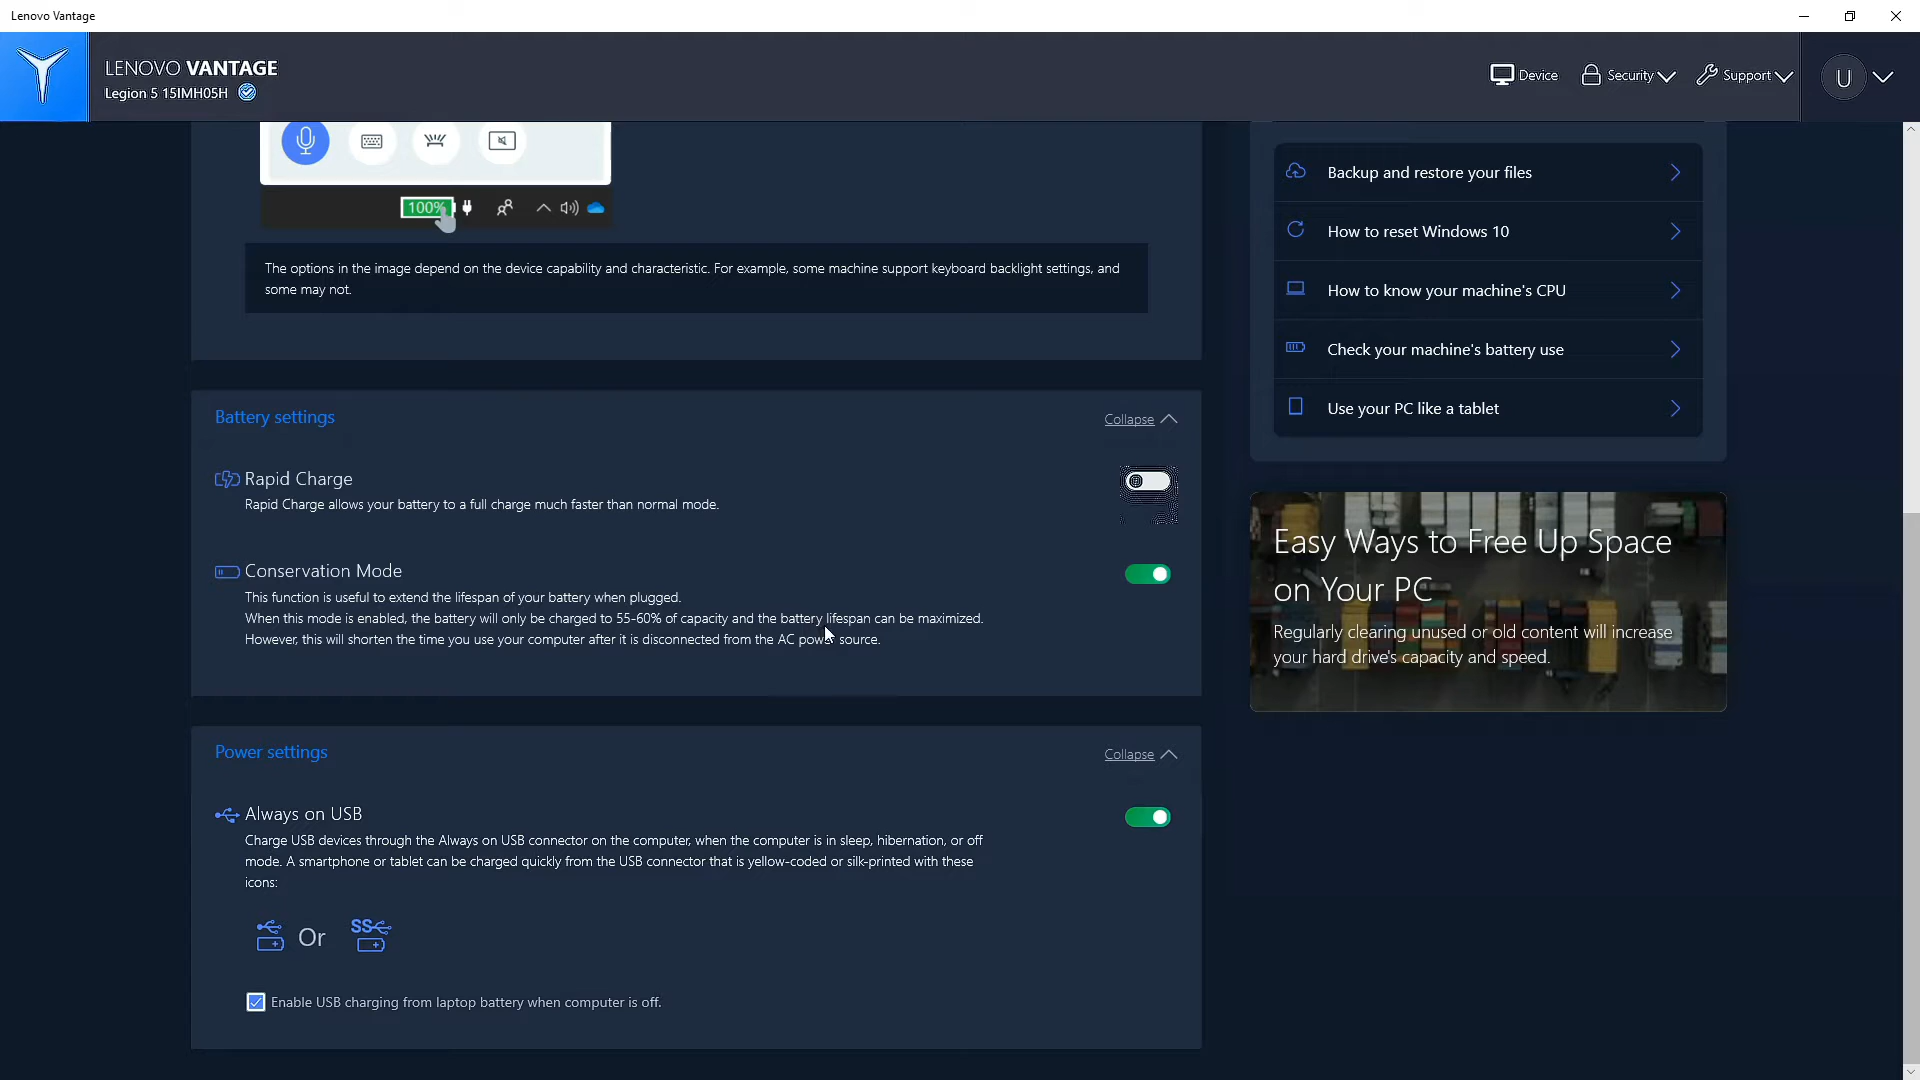 Lenovo Vantage
LENOVO VANTAGE
Legion 5 15IMH05H
Device
Security
Support
U
100%
The options in the image depend on the device capability and characteristic. For example, some machine support keyboard backlight settings, and
some may not.
Battery settings
Collapse
Rapid Charge
Rapid Charge allows your battery to a full charge much faster than normal mode.
Conservation Mode
This function is useful to extend the lifespan of your battery when plugged.
When this mode is enabled, the battery will only be charged to 55-60% of capacity and the battery lifespan can be maximized.
However, this will shorten the time you use your computer after it is disconnected from the AC power source.
Power settings
Collapse
Always on USB
Charge USB devices through the Always on USB connector on the computer, when the computer is in sleep, hibernation, or off
mode. A smartphone or tablet can be charged quickly from the USB connector that is yellow-coded or silk-printed with these
icons:
Or
SS
Enable USB charging from laptop battery when computer is off.
Backup and restore your files
How to reset Windows 10
How to know your machine's CPU
Check your machine's battery use
Use your PC like a tablet
Easy Ways to Free Up Space
on Your PC
Regularly clearing unused or old content will increase
your hard drive's capacity and speed.